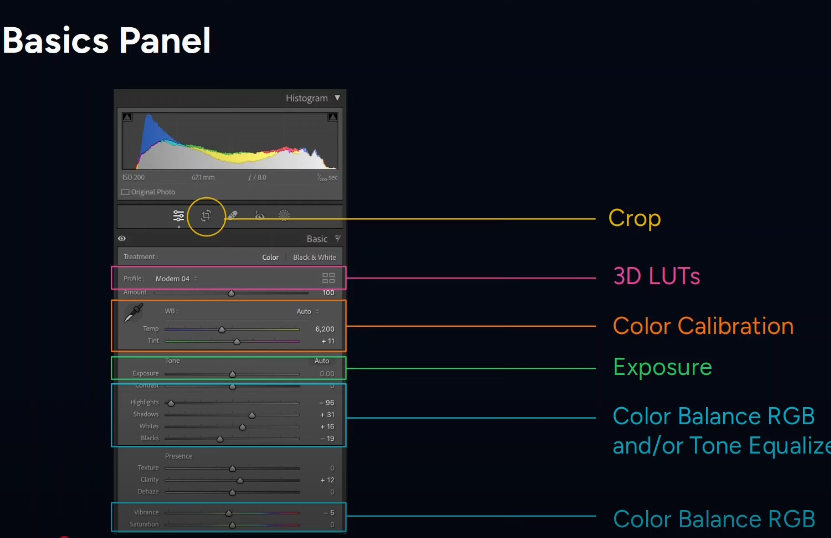 Basics Panel
Histogram
ISO 200 67.1 mm ƒ / 8.0 sec
Original Photo
Crop
Basic
Treatment: Color Black & White
Profile: Modern 04
3D LUTs
Amount 100
WB: Auto
Temp 6,200
Color Calibration
Tint + 11
Tone Auto
Exposure 0.00
Exposure
Contrast 0
Highlights - 96
Shadows + 31
Whites + 16
Blacks - 19
Color Balance RGB
and/or Tone Equalize
Presence
Texture 0
Clarity + 12
Dehaze 0
Vibrance - 5
Saturation 0
Color Balance RGB